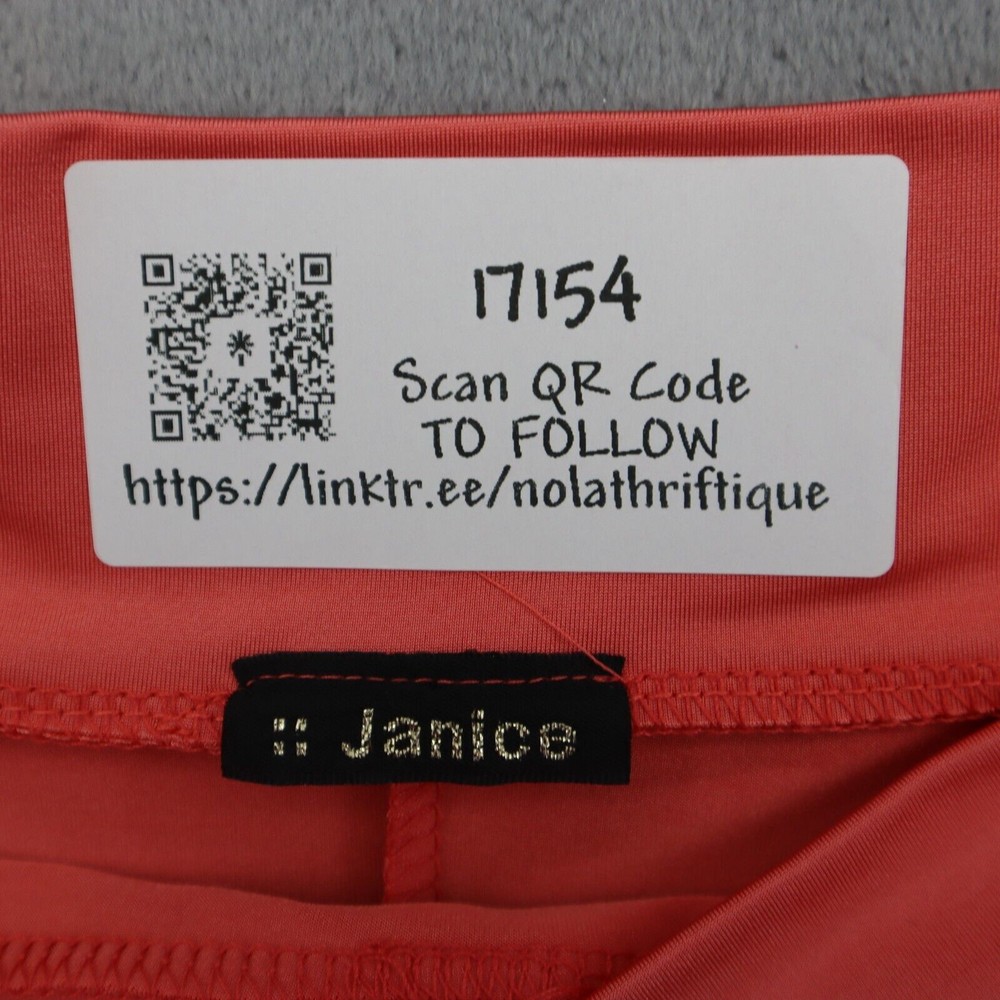 17154
Scan QR Code
TO FOLLOW
https://linktr.ee/nolathriftique
:: Janice